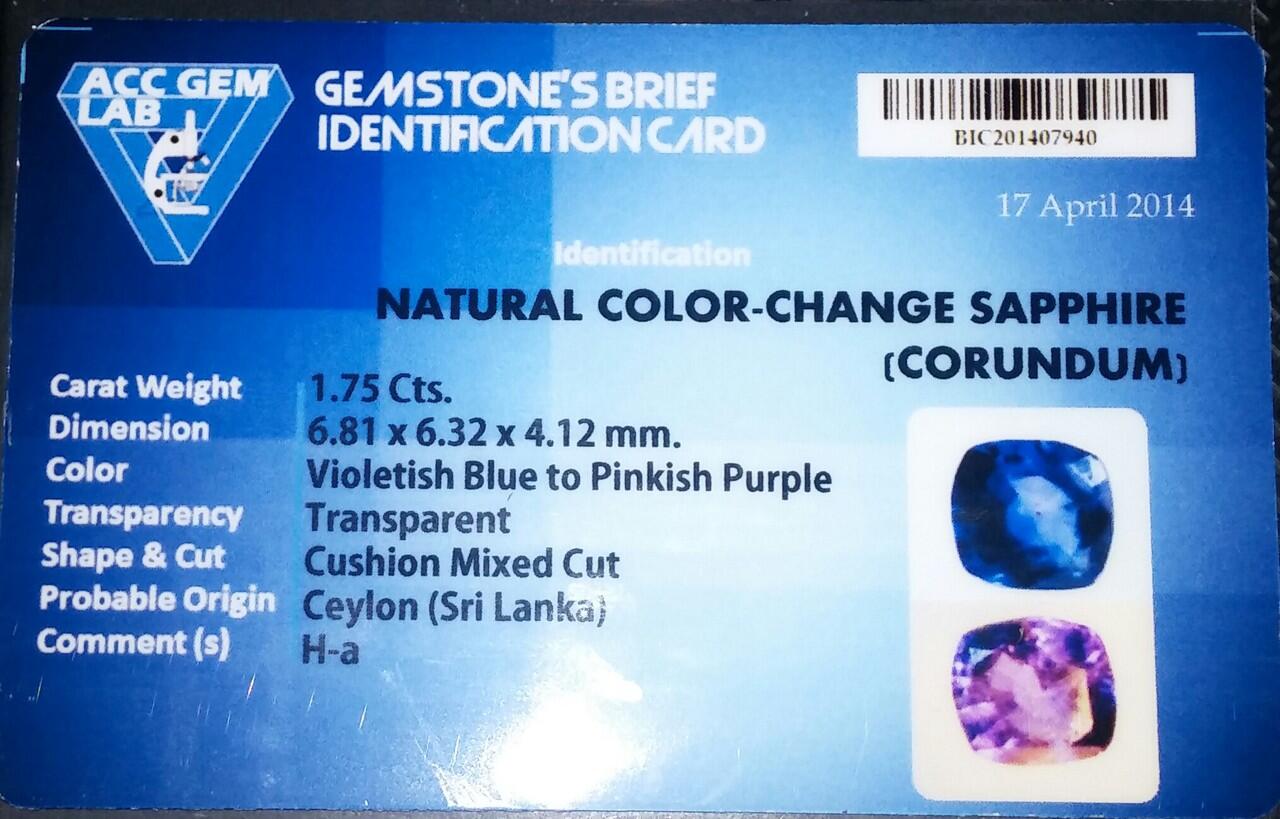 ACC GEM
LAB
GEMSTONE'S BRIEF
IDENTIFICATION CARD
BIC201407940
17 April 2014
Identification
NATURAL COLOR-CHANGE SAPPHIRE
(CORUNDUM)
Carat Weight 1.75 Cts.
Dimension 6.81 x 6.32 x 4.12 mm.
Color Violetish Blue to Pinkish Purple
Transparency Transparent
Shape & Cut Cushion Mixed Cut
Probable Origin Ceylon (Sri Lanka)
Comment (s) H-a